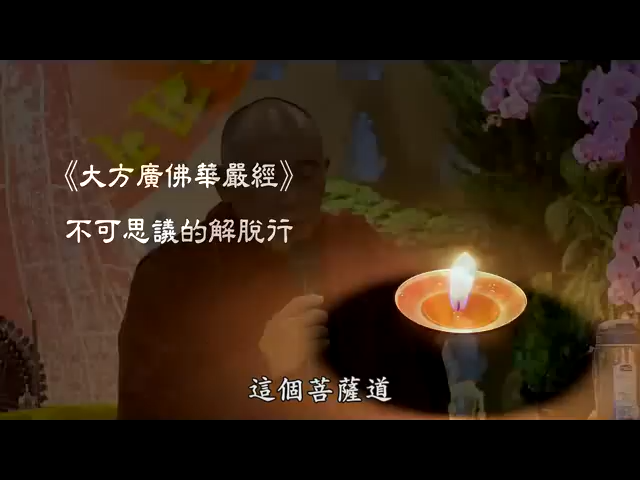 《大方廣佛華嚴經》
不可思議的解脫行
這個菩薩道